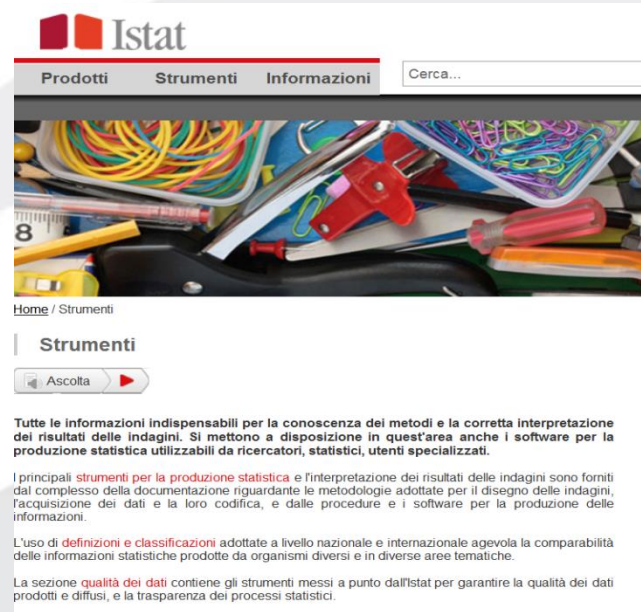 Istat
Prodotti Strumenti Informazioni Cerca...
8
Home / Strumenti
Strumenti
Ascolta
Tutte le informazioni indispensabili per la conoscenza dei metodi e la corretta interpretazione
dei risultati delle indagini. Si mettono a disposizione in quest'area anche i software per la
produzione statistica utilizzabili da ricercatori, statistici, utenti specializzati.
I principali strumenti per la produzione statistica e l'interpretazione dei risultati delle indagini sono forniti
dal complesso della documentazione riguardante le metodologie adottate per il disegno delle indagini,
l'acquisizione dei dati e la loro codifica, e dalle procedure e i software per la produzione delle
informazioni.
L'uso di definizioni e classificazioni adottate a livello nazionale e internazionale agevola la comparabilità
delle informazioni statistiche prodotte da organismi diversi e in diverse aree tematiche.
La sezione qualità dei dati contiene gli strumenti messi a punto dall'Istat per garantire la qualità dei dati
prodotti e diffusi, e la trasparenza dei processi statistici.